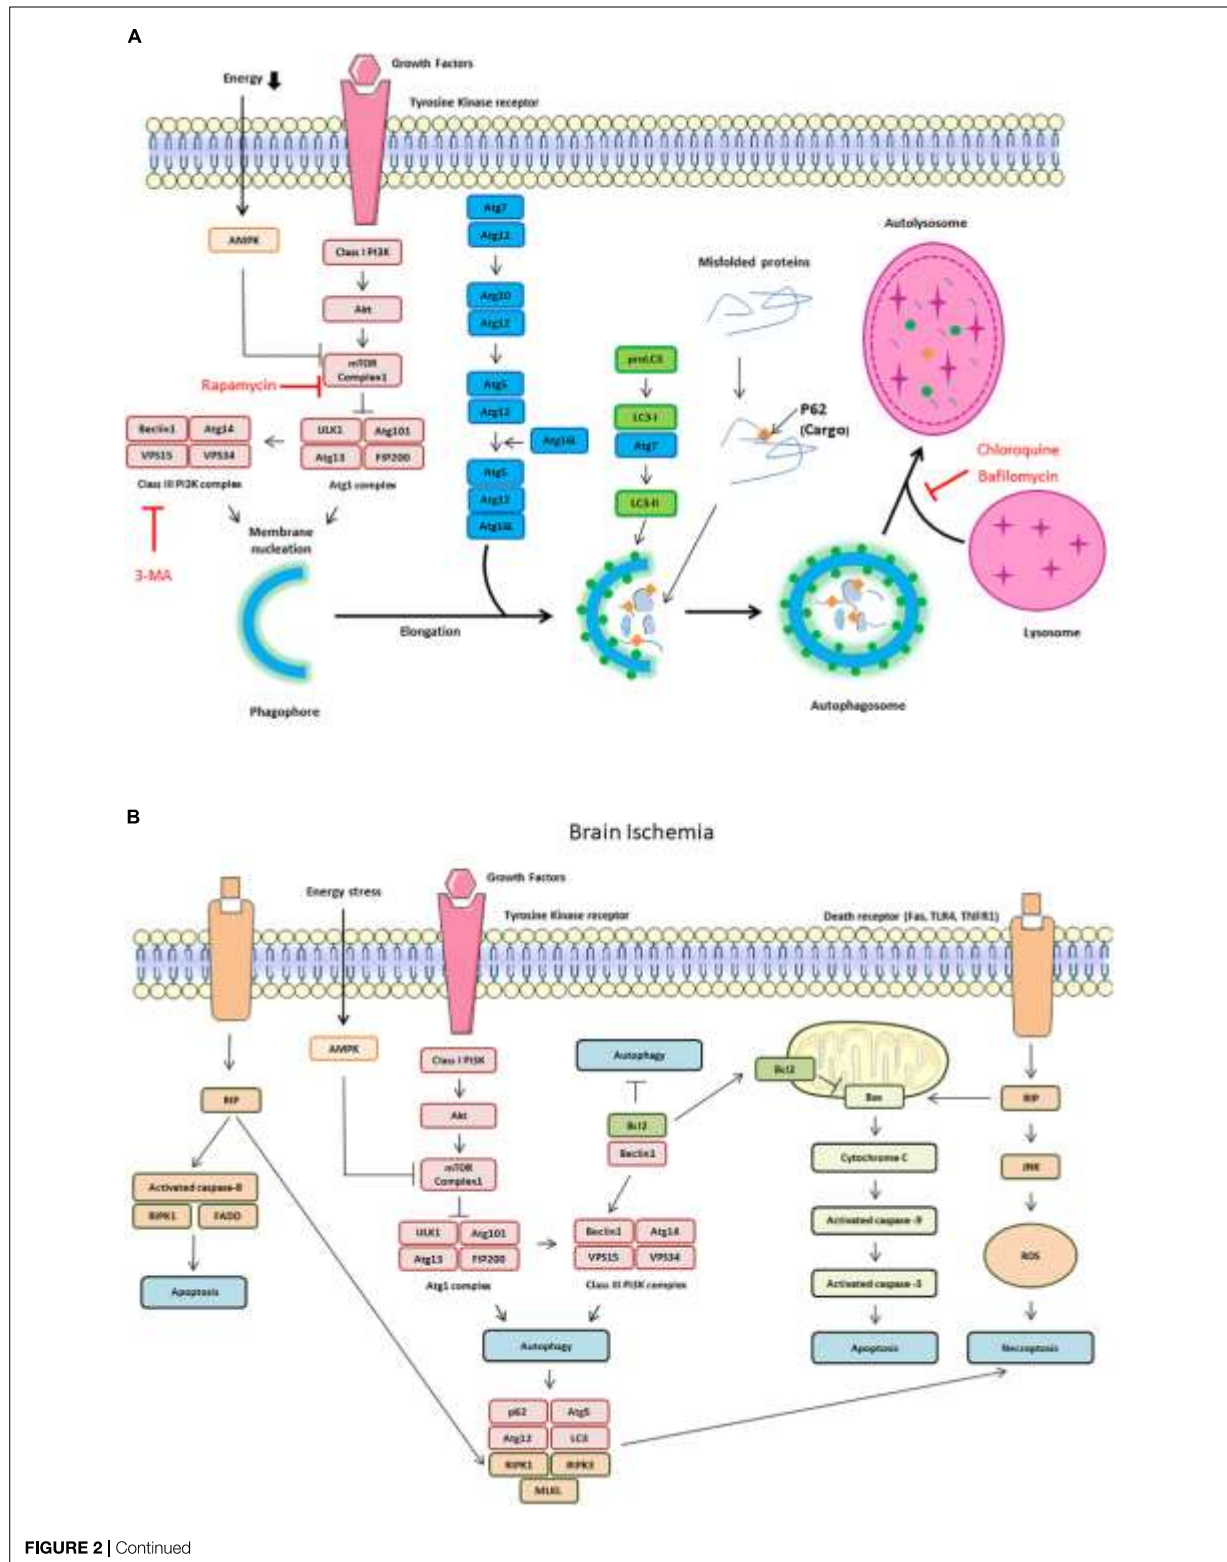 A
Growth Factors
Energy
Tyrosine Kinase receptor
Atg7
Atg12
AMPK
Class I PI3K
Autolysosome
Misfolded proteins
Atg10
Atg12
Akt
proLC3
mTOR
Complex1
Rapamycin
Atg5
Atg12
LC3-I
Atg7
P62
(Cargo)
Beclin1
Atg14
VPS15
VPS34
ULK1
Atg101
Atg13
FIP200
Atg16L
Chloroquine
Bafilomycin
Class III PI3K complex
Atg1 complex
Atg5
Atg12
Atg16L
LC3-II
Membrane
nucleation
3-MA
Elongation
Lysosome
Phagophore
Autophagosome
B
Brain Ischemia
Energy stress
Growth Factors
Tyrosine Kinase receptor
Death receptor (Fas, TLR4, TNFR1)
AMPK
Class I PI3K
Autophagy
Bcl2
Bax
RIP
RIP
Akt
Bcl2
Beclin1
Cytochrome C
JNK
mTOR
Complex1
Activated caspase-8
RIPK1
FADD
ULK1
Atg101
Atg13
FIP200
Atg1 complex
Beclin1
Atg14
VPS15
VPS34
Class III PI3K complex
Activated caspase -9
ROS
Activated caspase -3
Apoptosis
Autophagy
Apoptosis
Necroptosis
p62
Atg5
Atg12
LC3
RIPK1
RIPK3
MLKL
FIGURE 2 | Continued